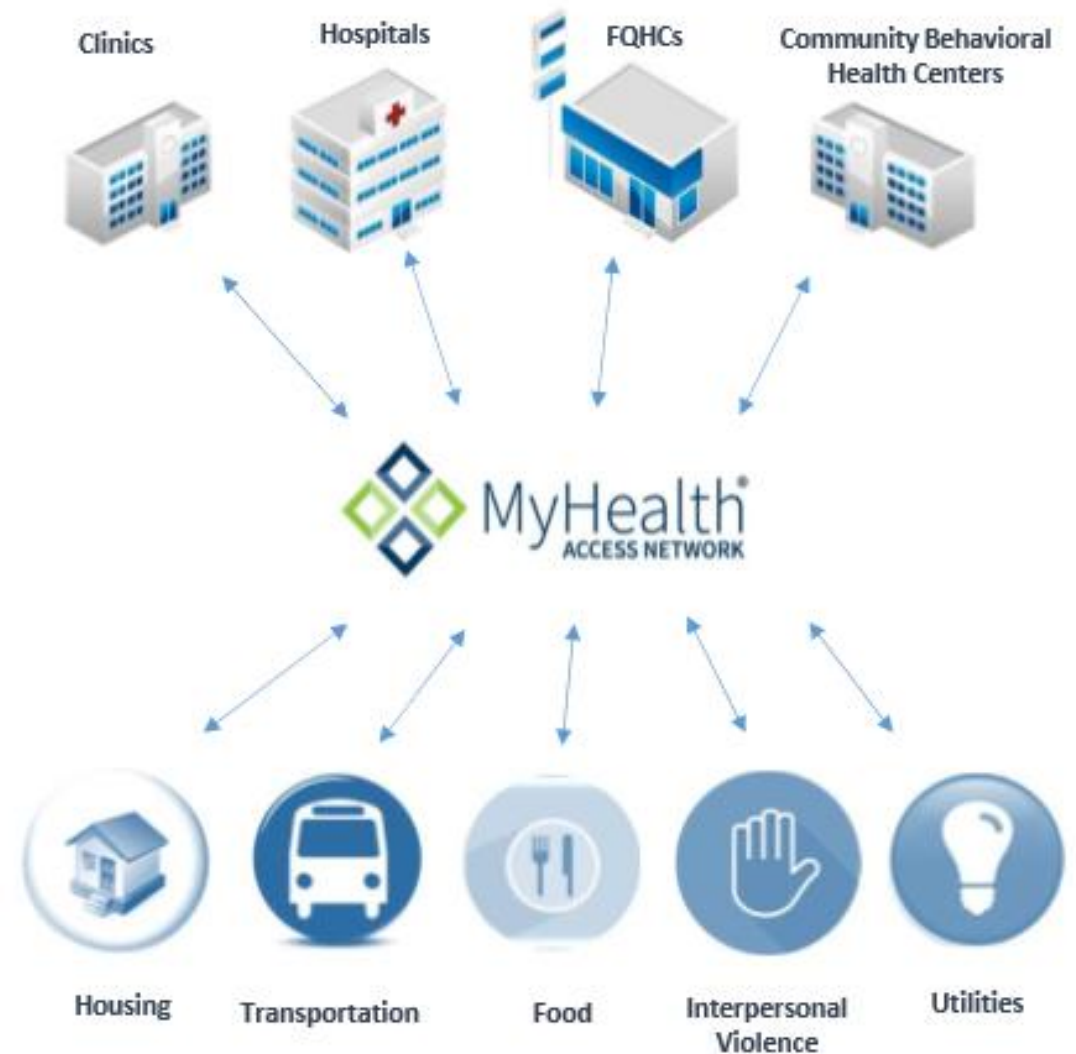 Clinics
Hospitals
FQHCs
Community Behavioral
Health Centers
MyHealth®
ACCESS NETWORK
Housing
Transportation
Food
Interpersonal
Violence
Utilities